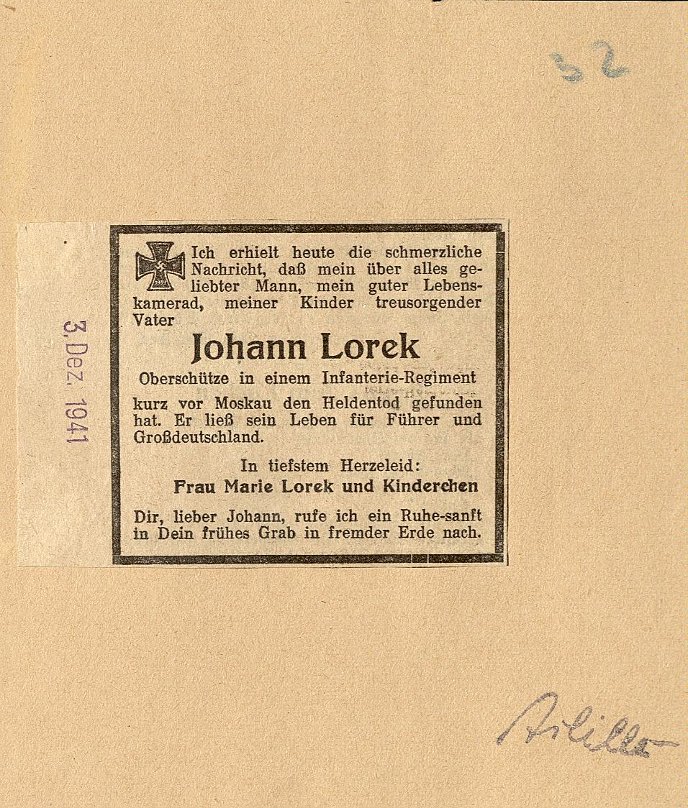 32
Ich erhielt heute die schmerzliche
Nachricht, daß mein über alles ge-
liebter Mann, mein guter Lebens-
kamerad, meiner Kinder treusorgender
Vater
Johann Lorek
Oberschütze in einem Infanterie-Regiment
kurz vor Moskau den Heldentod gefunden
hat. Er ließ sein Leben für Führer und
Großdeutschland.
In tiefstem Herzeleid:
Frau Marie Lorek und Kinderchen
Dir, lieber Johann, rufe ich ein Ruhe-sanft
in Dein frühes Grab in fremder Erde nach.
3. Dez. 1941